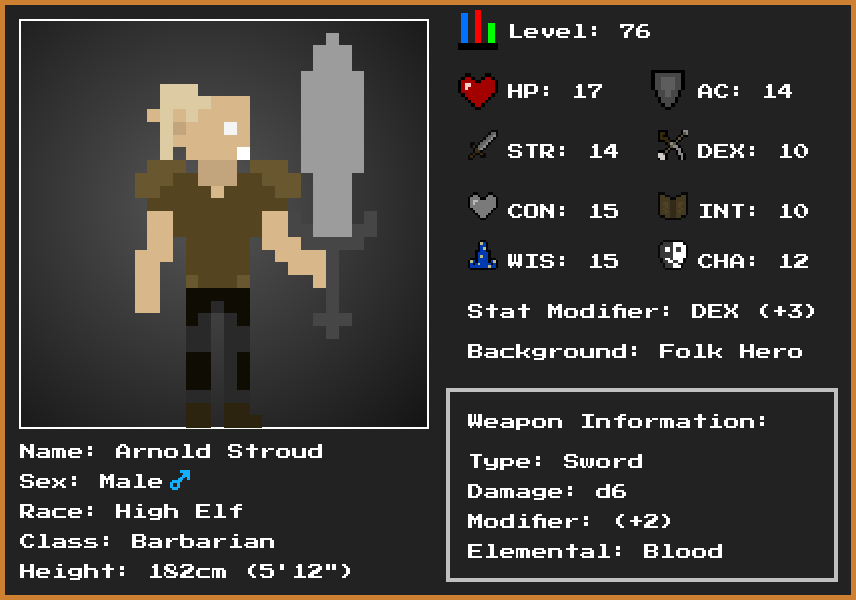 Level: 76
HP: 17
AC: 14
STR: 14
DEX: 10
CON: 15
INT: 10
WIS: 15
CHA: 12
Stat Modifier: DEX (+3)
Background: Folk Hero
Weapon Information:
Type: Sword
Damage: d6
Modifier: (+2)
Elemental: Blood
Name: Arnold Stroud
Sex: Male♂
Race: High Elf
Class: Barbarian
Height: 182cm (5'12")